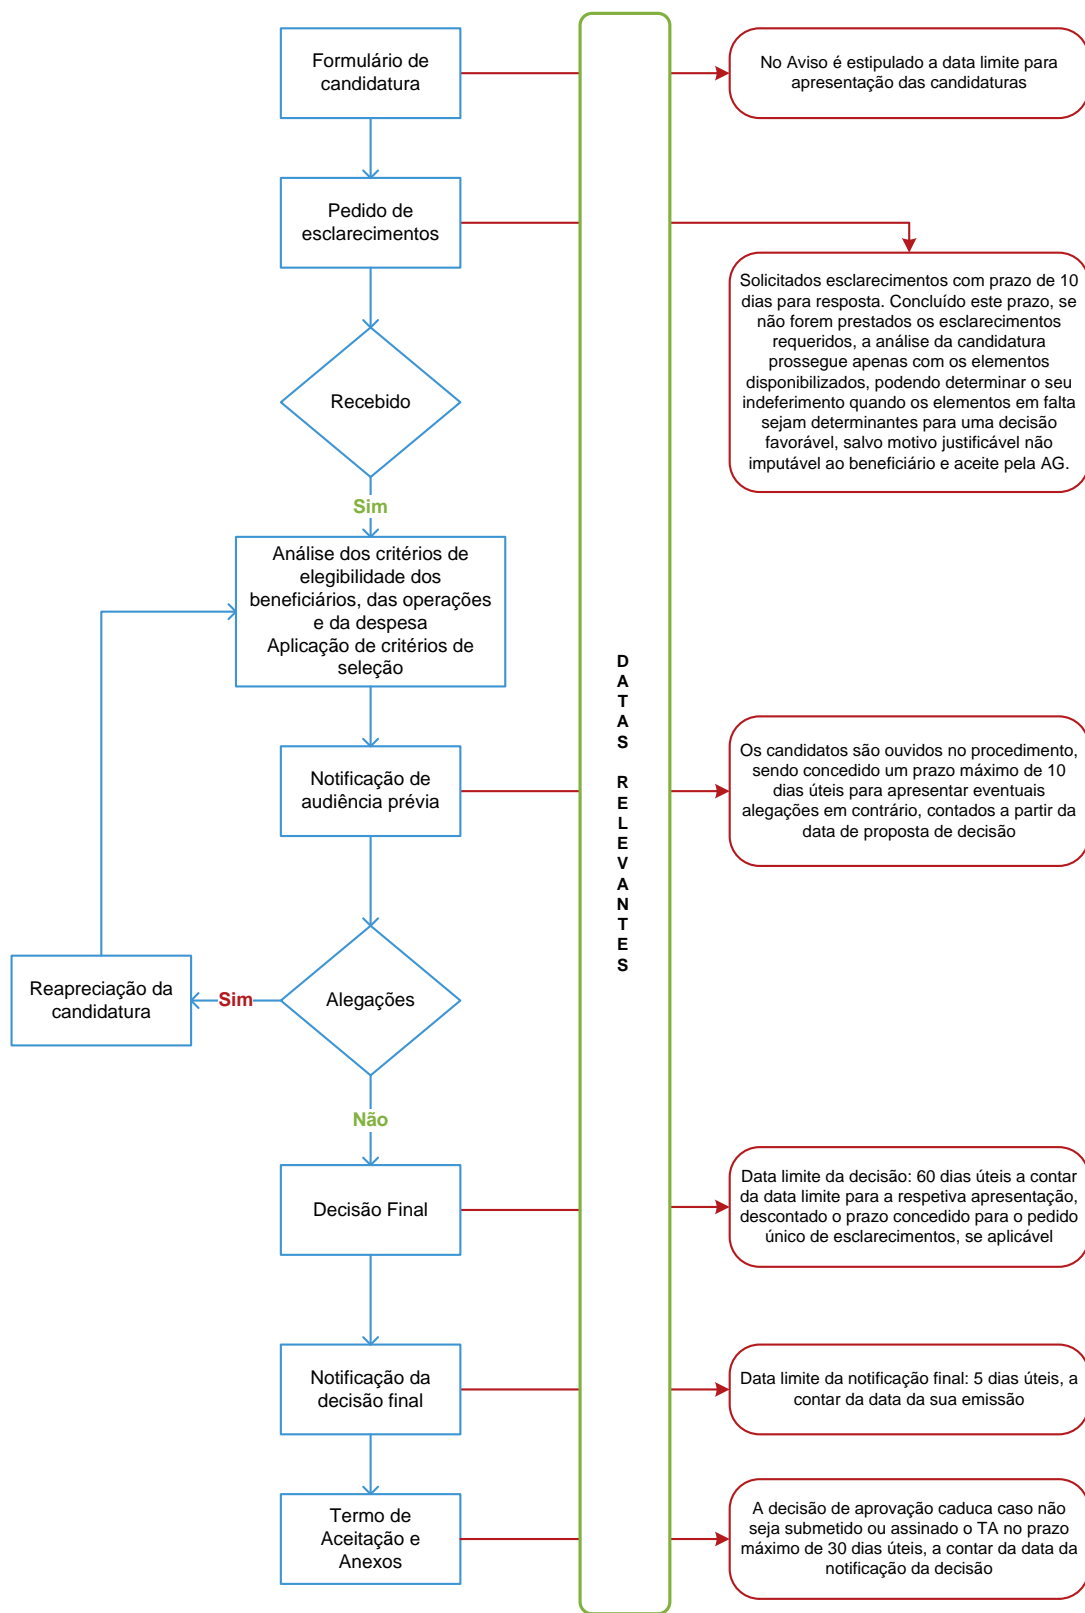 Formulário de
candidatura
No Aviso é estipulado a data limite para
apresentação das candidaturas
Pedido de
esclarecimentos
Solicitados esclarecimentos com prazo de 10
dias para resposta. Concluído este prazo, se
não forem prestados os esclarecimentos
requeridos, a análise da candidatura
prossegue apenas com os elementos
disponibilizados, podendo determinar o seu
indeferimento quando os elementos em falta
sejam determinantes para uma decisão
favorável, salvo motivo justificável não
imputável ao beneficiário e aceite pela AG.
Recebido
Sim
Análise dos critérios de
elegibilidade dos
beneficiários, das operações
e da despesa
Aplicação de critérios de
seleção
D
A
T
A
S
R
E
L
E
V
A
N
T
E
S
Notificação de
audiência prévia
Os candidatos são ouvidos no procedimento,
sendo concedido um prazo máximo de 10
dias úteis para apresentar eventuais
alegações em contrário, contados a partir da
data de proposta de decisão
Reapreciação da
candidatura
Sim
Alegações
Não
Decisão Final
Data limite da decisão: 60 dias úteis a contar
da data limite para a respetiva apresentação,
descontado o prazo concedido para o pedido
único de esclarecimentos, se aplicável
Notificação da
decisão final
Data limite da notificação final: 5 dias úteis, a
contar da data da sua emissão
Termo de
Aceitação e
Anexos
A decisão de aprovação caduca caso não
seja submetido ou assinado o TA no prazo
máximo de 30 dias úteis, a contar da data da
notificação da decisão